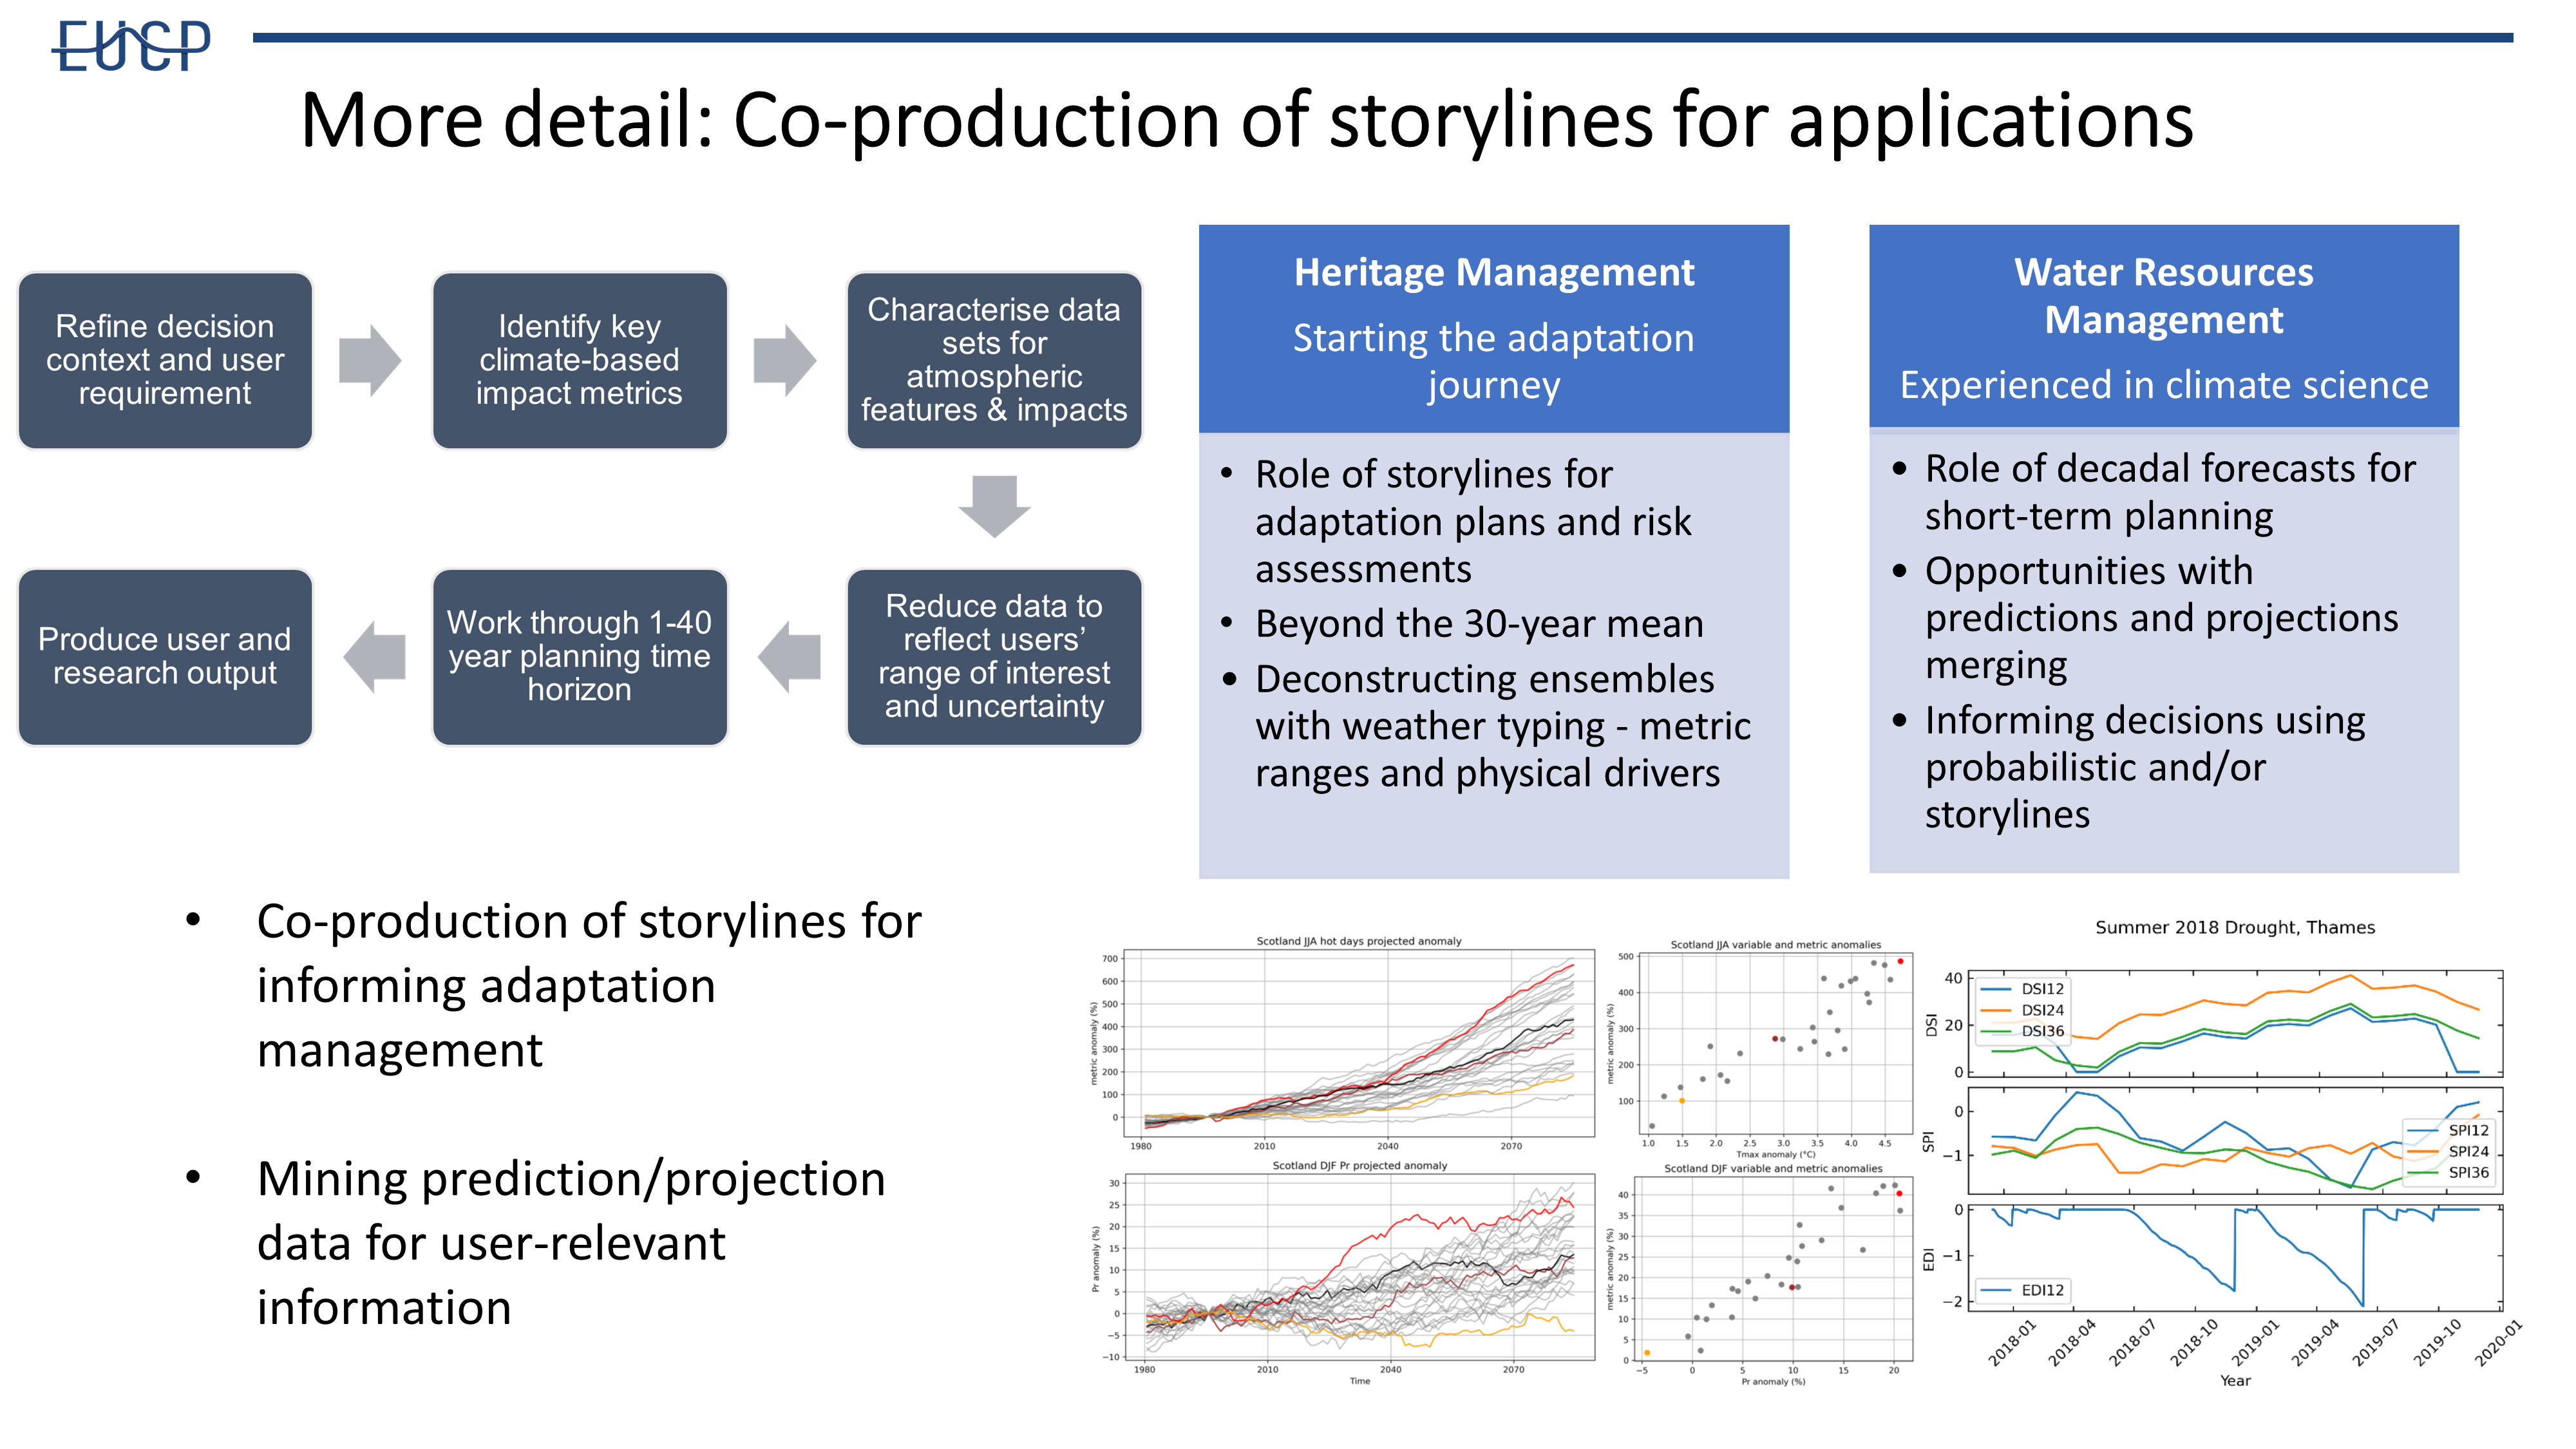 EUCP
More detail: Co-production of storylines for applications
Refine decision
context and user
requirement
Identify key
climate-based
impact metrics
Characterise data
sets for
atmospheric
features & impacts
Reduce data to
reflect users’
range of interest
and uncertainty
Work through 1-40
year planning time
horizon
Produce user and
research output
Heritage Management
Starting the adaptation
journey
• Role of storylines for
adaptation plans and risk
assessments
• Beyond the 30-year mean
• Deconstructing ensembles
with weather typing - metric
ranges and physical drivers
Water Resources
Management
Experienced in climate science
• Role of decadal forecasts for
short-term planning
• Opportunities with
predictions and projections
merging
• Informing decisions using
probabilistic and/or
storylines
• Co-production of storylines for
informing adaptation
management
• Mining prediction/projection
data for user-relevant
information
Scotland JJA hot days projected anomaly
metric anomaly (%)
700
600
500
400
300
200
100
0
1980 2010 2040 2070
Scotland JJA variable and metric anomalies
metric anomaly (%)
500
400
300
200
100
1.0 1.5 2.0 2.5 3.0 3.5 4.0 4.5
Tmax anomaly (°C)
Scotland DJF Pr projected anomaly
Pr anomaly (%)
30
25
20
15
10
5
0
−5
−10
1980 2010 2040 2070
Time
Scotland DJF variable and metric anomalies
metric anomaly (%)
40
35
30
25
20
15
10
5
0
−5 0 5 10 15 20
Pr anomaly (%)
Summer 2018 Drought, Thames
DSI
40
20
0
DSI12
DSI24
DSI36
SPI
0
−1
SPI12
SPI24
SPI36
EDI
0
−1
−2
EDI12
2018-01 2018-04 2018-07 2018-10 2019-01 2019-04 2019-07 2019-10 2020-01
Year